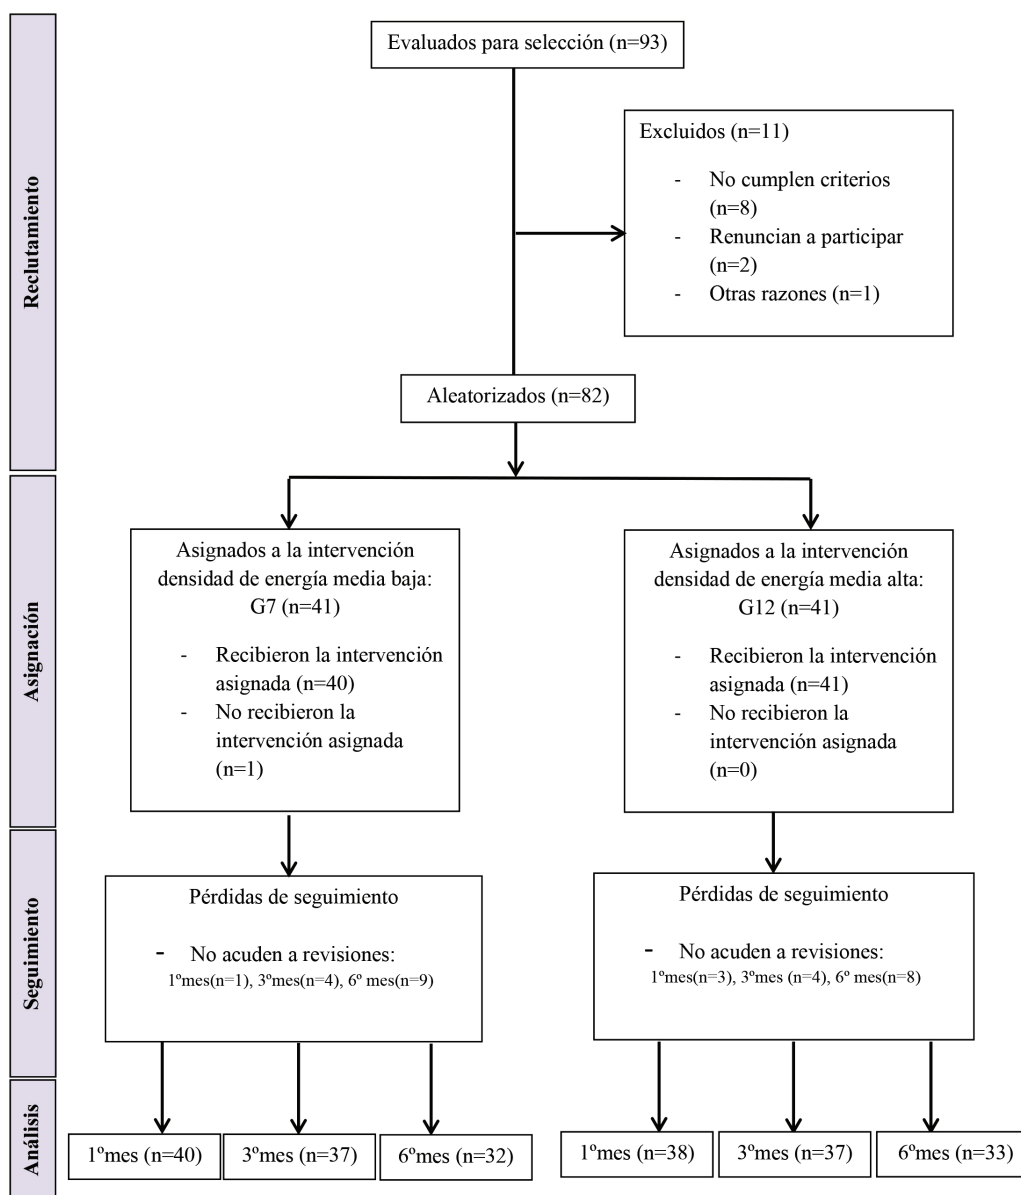 Reclutamiento
Evaluados para selección (n=93)
Excluidos (n=11)
- No cumplen criterios
(n=8)
- Renuncian a participar
(n=2)
- Otras razones (n=1)
Aleatorizados (n=82)
Asignación
Asignados a la intervención
densidad de energía media baja:
G7 (n=41)
- Recibieron la intervención
asignada (n=40)
- No recibieron la
intervención asignada
(n=1)
Asignados a la intervención
densidad de energía media alta:
G12 (n=41)
- Recibieron la intervención
asignada (n=41)
- No recibieron la
intervención asignada
(n=0)
Seguimiento
Pérdidas de seguimiento
- No acuden a revisiones:
1ºmes(n=1), 3ºmes(n=4), 6º mes(n=9)
Pérdidas de seguimiento
- No acuden a revisiones:
1ºmes(n=3), 3ºmes (n=4), 6º mes(n=8)
Análisis
1ºmes (n=40)
3ºmes (n=37)
6ºmes (n=32)
1ºmes (n=38)
3ºmes (n=37)
6ºmes (n=33)